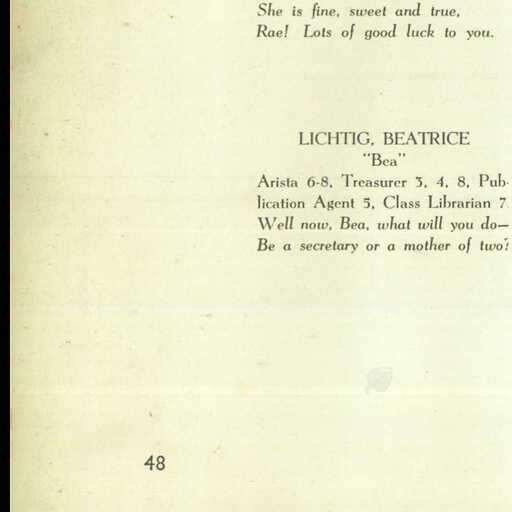 She is fine, sweet and true,
Rae! Lots of good luck to you.
LICHTIG, BEATRICE
"Bea"
Arista 6-8, Treasurer 3, 4, 8, Pub-
lication Agent 5, Class Librarian 7.
Well now, Bea, what will you do—
Be a secretary or a mother of two?
48